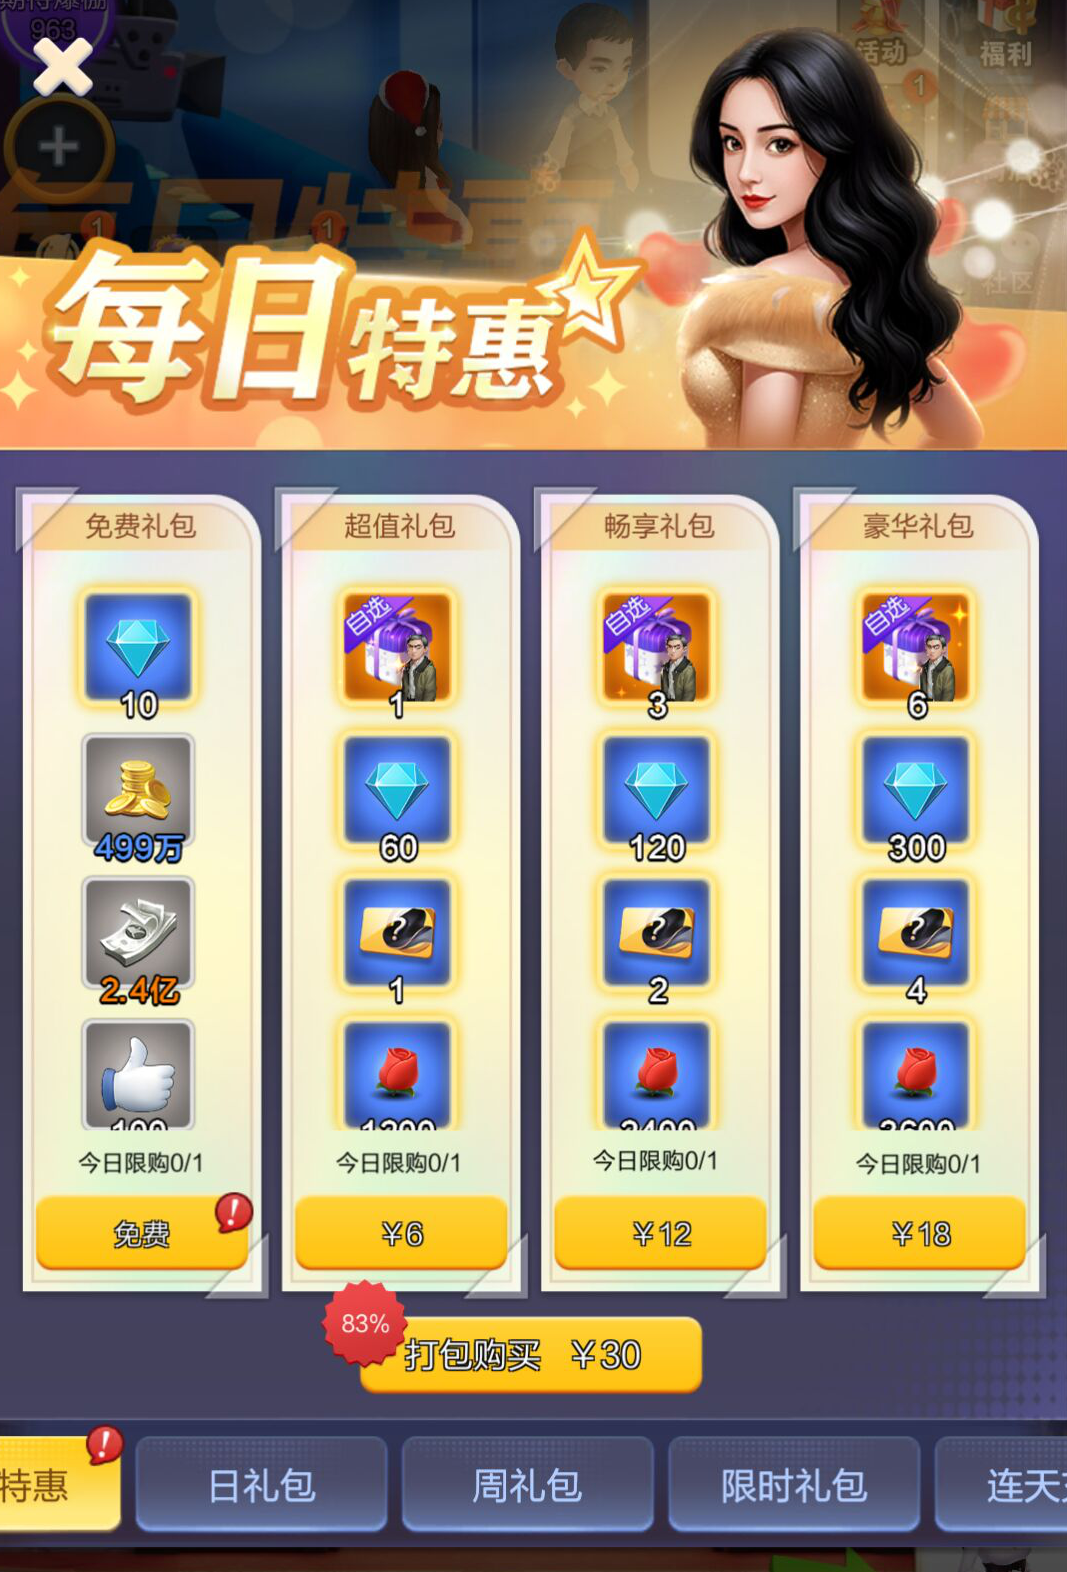 963
活动
福利
1
1
1
社区
每日特惠
免费礼包
超值礼包
畅享礼包
豪华礼包
10
自选
1
自选
3
自选
6
499万
60
120
300
2.4亿
1
?
2
?
4
?
100
1200
2400
3600
今日限购0/1
今日限购0/1
今日限购0/1
今日限购0/1
免费
¥6
¥12
¥18
83%
打包购买 ¥30
特惠
日礼包
周礼包
限时礼包
连天